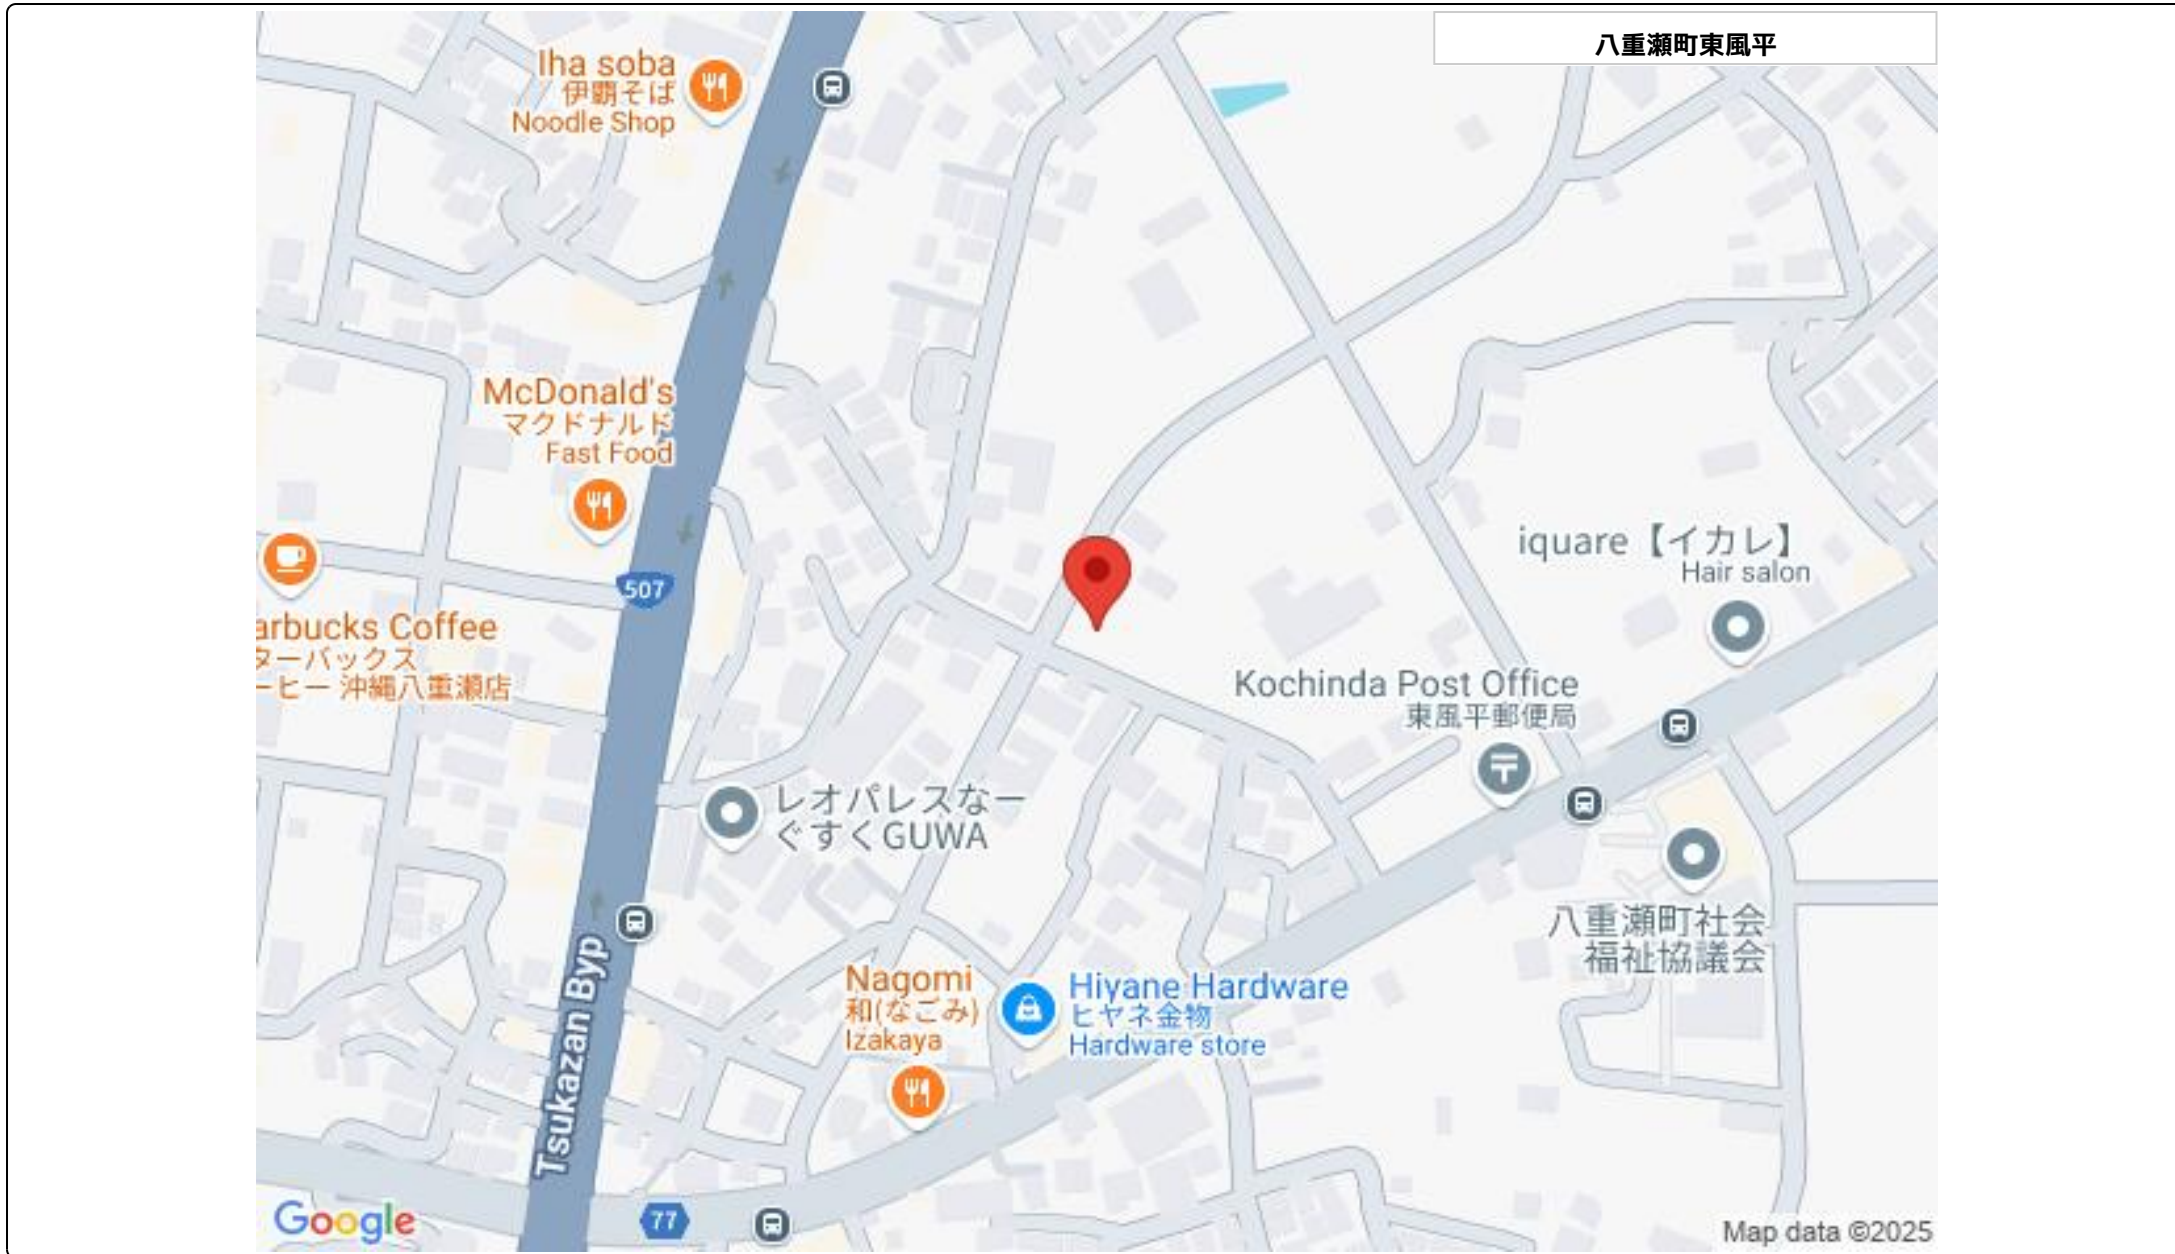 八重瀬町東風平
Iha soba
伊覇そば
Noodle Shop
McDonald's
マクドナルド
Fast Food
507
arbucks Coffee
ターバックス
ーヒー 沖縄八重瀬店
iquare【イカレ】
Hair salon
Kochinda Post Office
東風平郵便局
レオパレスなー
ぐすくGUWA
八重瀬町社会
福祉協議会
Nagomi
和(なごみ)
Izakaya
Hiyane Hardware
ヒヤネ金物
Hardware store
Tsukazan Byp
77
Google
Map data ©2025